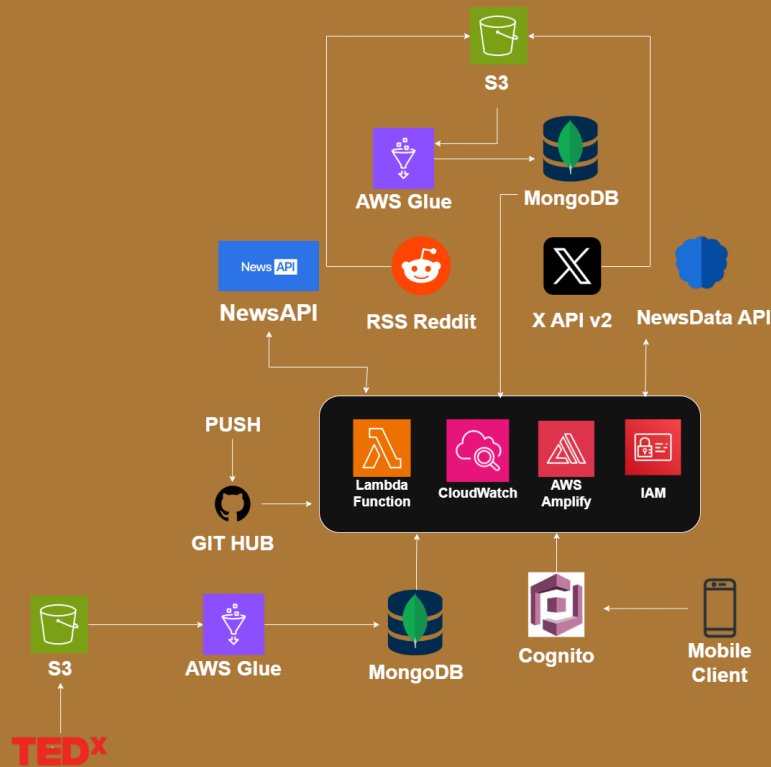 S3
AWS Glue
MongoDB
News API
NewsAPI
RSS Reddit
X API v2
NewsData API
PUSH
GIT HUB
Lambda
Function
CloudWatch
AWS
Amplify
IAM
S3
AWS Glue
MongoDB
Cognito
Mobile
Client
TEDx